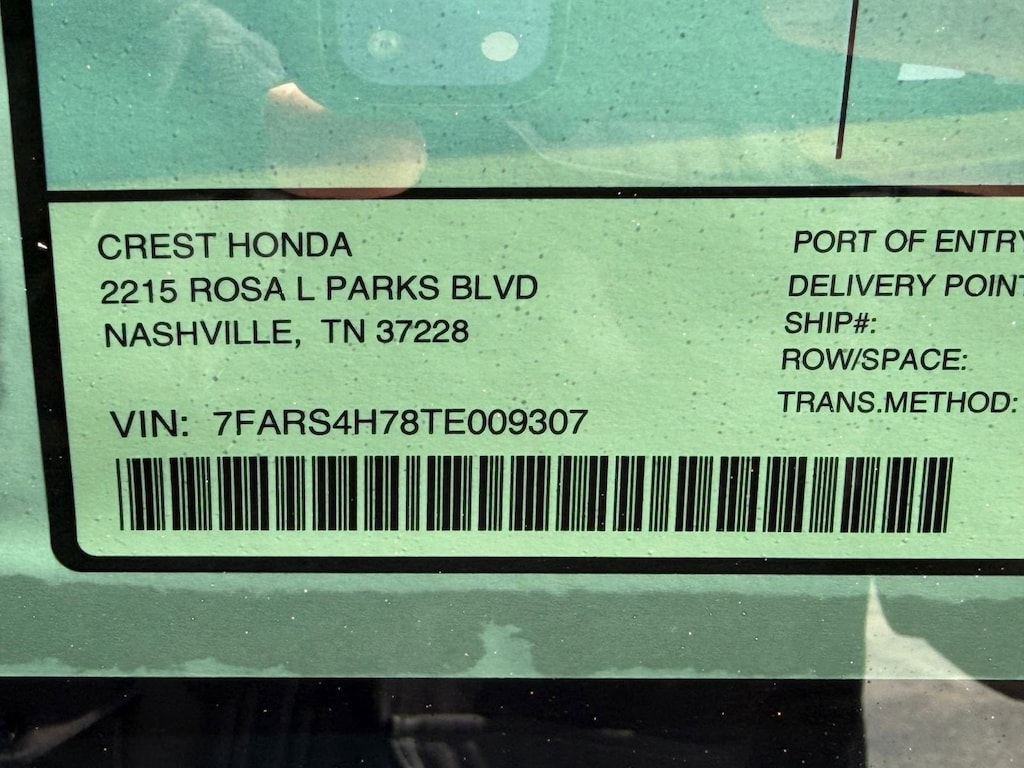 CREST HONDA
2215 ROSA L PARKS BLVD
NASHVILLE, TN 37228
VIN: 7FARS4H78TE009307
PORT OF ENTRY
DELIVERY POINT
SHIP#:
ROW/SPACE:
TRANS.METHOD: